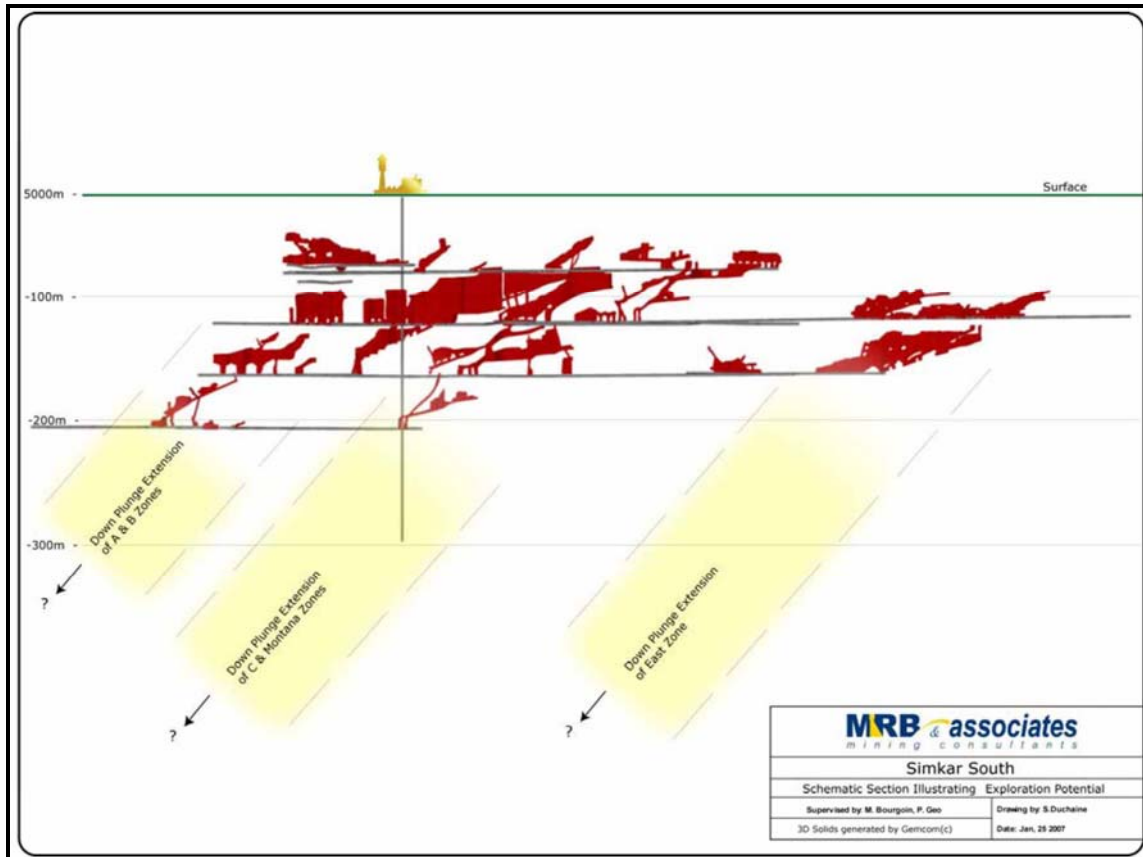 5000m -
Surface
-100m -
-200m -
-300m -
Down Plunge Extension
of A & B Zones
?
Down Plunge Extension
of C & Montana Zones
?
Down Plunge Extension
of East Zone
?
MRB & associates
mining consultants
Simkar South
Schematic Section Illustrating Exploration Potential
Supervised by: M. Bourgoin, P. Geo
Drawing by: S.Duchaine
3D Solids generated by Gemcom(c)
Date: Jan, 25 2007